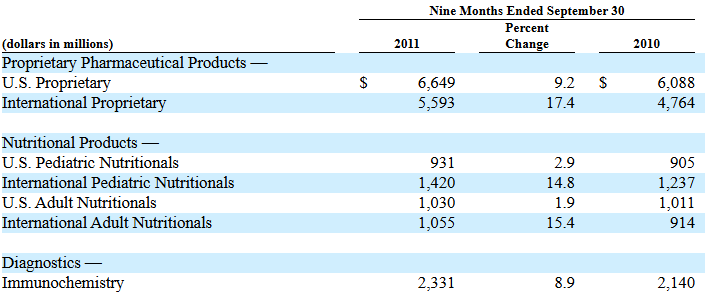 Nine Months Ended September 30
Percent
(dollars in millions) 2011 Change 2010
Proprietary Pharmaceutical Products —
U.S. Proprietary $ 6,649 9.2 $ 6,088
International Proprietary 5,593 17.4 4,764
Nutritional Products —
U.S. Pediatric Nutritionals 931 2.9 905
International Pediatric Nutritionals 1,420 14.8 1,237
U.S. Adult Nutritionals 1,030 1.9 1,011
International Adult Nutritionals 1,055 15.4 914
Diagnostics —
Immunochemistry 2,331 8.9 2,140